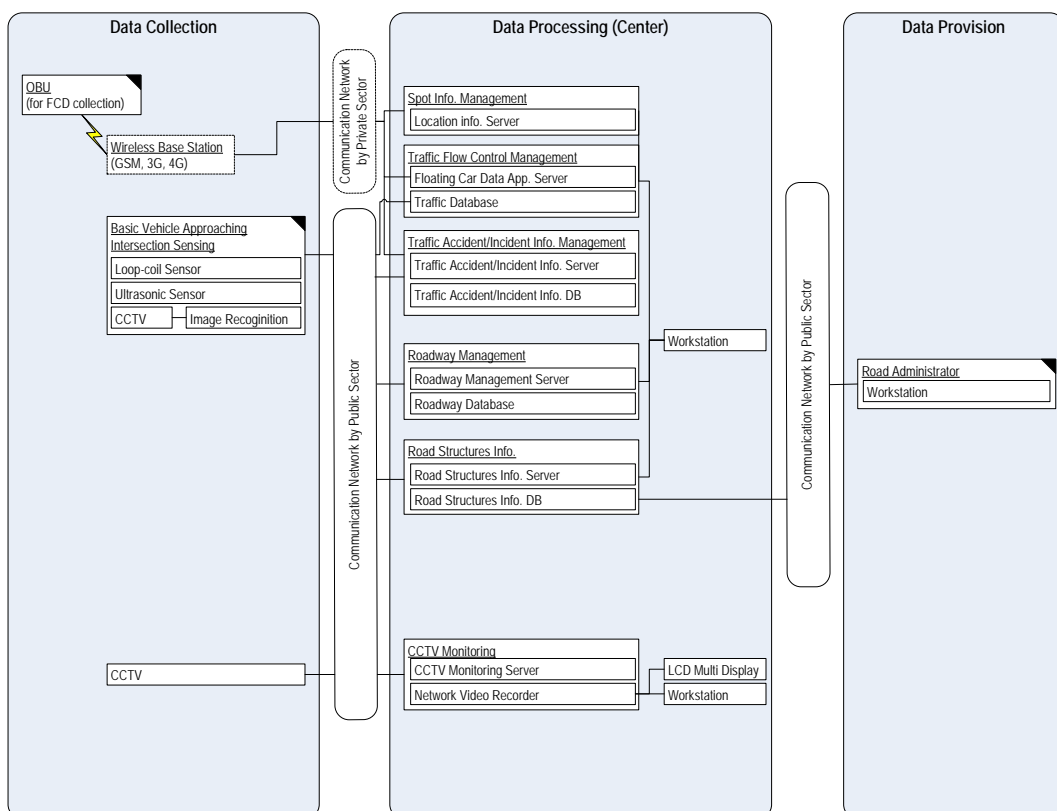 Data Collection
OBU
(for FCD collection)
Wireless Base Station
(GSM, 3G, 4G)
Basic Vehicle Approaching
Intersection Sensing
Loop-coil Sensor
Ultrasonic Sensor
CCTV
Image Recoginition
CCTV
Communication Network
by Private Sector
Communication Network by Public Sector
Data Processing (Center)
Spot Info. Management
Location info. Server
Traffic Flow Control Management
Floating Car Data App. Server
Traffic Database
Traffic Accident/Incident Info. Management
Traffic Accident/Incident Info. Server
Traffic Accident/Incident Info. DB
Workstation
Roadway Management
Roadway Management Server
Roadway Database
Road Structures Info.
Road Structures Info. Server
Road Structures Info. DB
CCTV Monitoring
CCTV Monitoring Server
Network Video Recorder
LCD Multi Display
Workstation
Communication Network by Public Sector
Data Provision
Road Administrator
Workstation